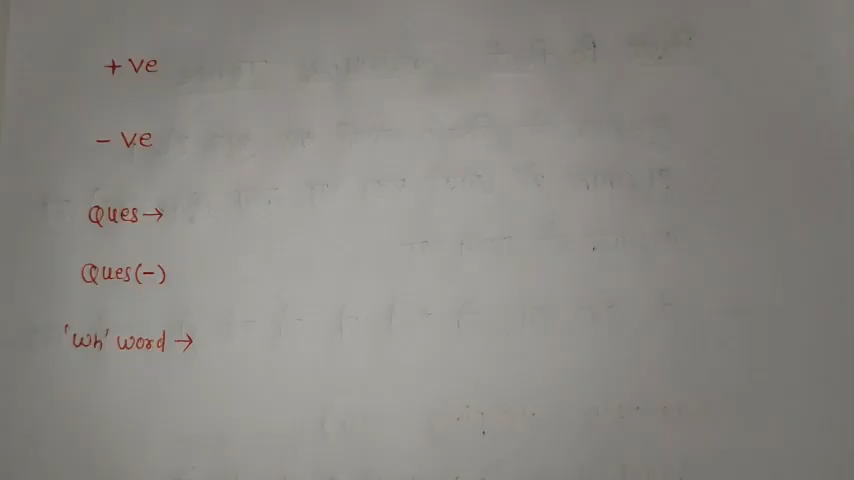 +ve
- ve
Ques →
Ques (-)
'Wh' word →